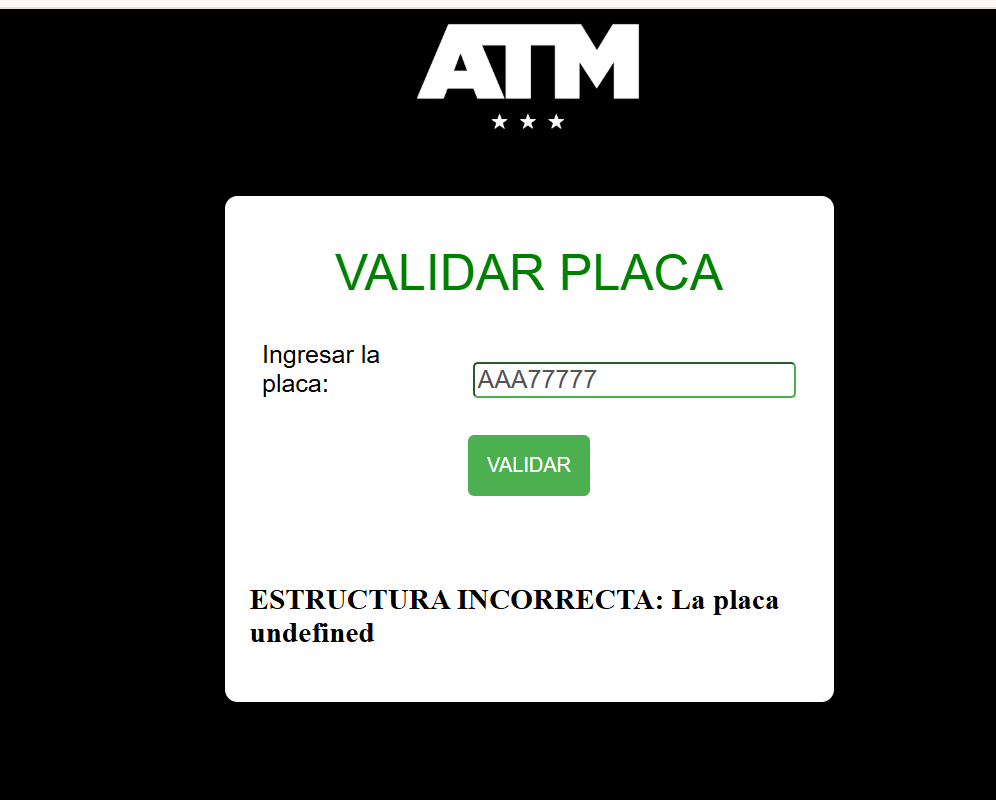 ATM
VALIDAR PLACA
Ingresar la
placa:
AAA77777
VALIDAR
ESTRUCTURA INCORRECTA: La placa
undefined